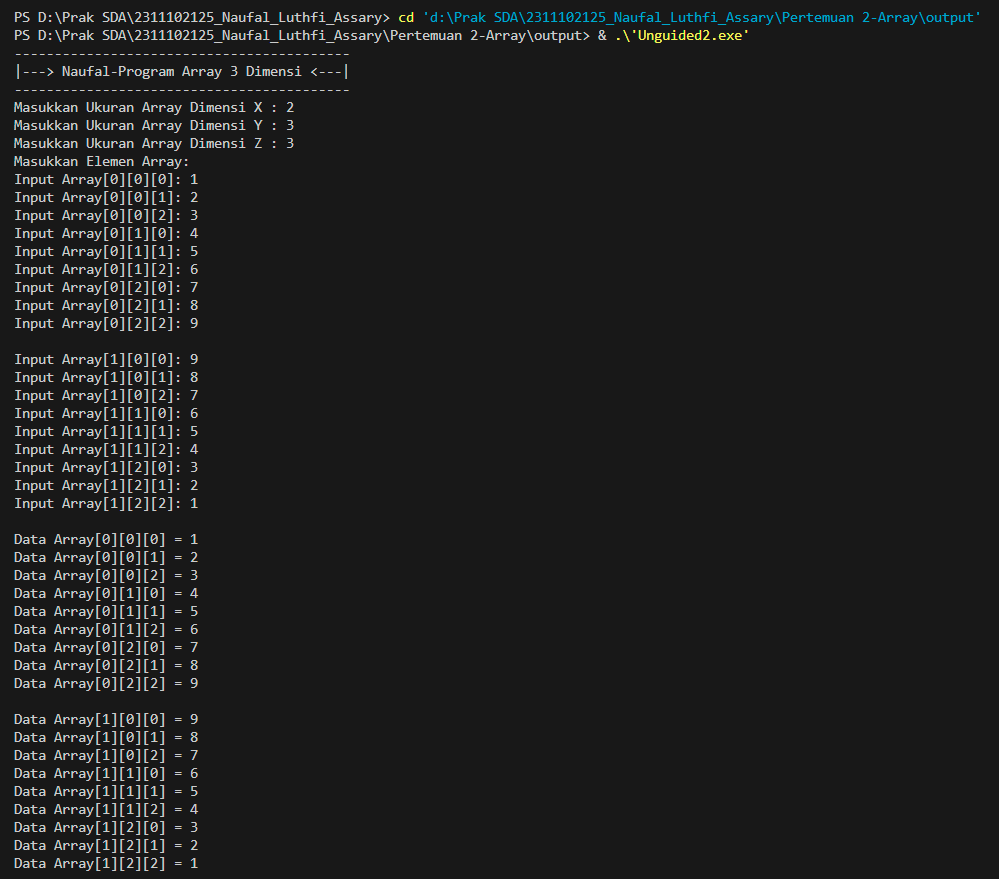 PS D:\Prak SDA\2311102125_Naufal_Luthfi_Assary> cd 'd:\Prak SDA\2311102125_Naufal_Luthfi_Assary\Pertemuan 2-Array\output'
PS D:\Prak SDA\2311102125_Naufal_Luthfi_Assary\Pertemuan 2-Array\output> & .\'Unguided2.exe'
------------------------------------------
|---> Naufal-Program Array 3 Dimensi <---|
------------------------------------------
Masukkan Ukuran Array Dimensi X : 2
Masukkan Ukuran Array Dimensi Y : 3
Masukkan Ukuran Array Dimensi Z : 3
Masukkan Elemen Array:
Input Array[0][0][0]: 1
Input Array[0][0][1]: 2
Input Array[0][0][2]: 3
Input Array[0][1][0]: 4
Input Array[0][1][1]: 5
Input Array[0][1][2]: 6
Input Array[0][2][0]: 7
Input Array[0][2][1]: 8
Input Array[0][2][2]: 9

Input Array[1][0][0]: 9
Input Array[1][0][1]: 8
Input Array[1][0][2]: 7
Input Array[1][1][0]: 6
Input Array[1][1][1]: 5
Input Array[1][1][2]: 4
Input Array[1][2][0]: 3
Input Array[1][2][1]: 2
Input Array[1][2][2]: 1

Data Array[0][0][0] = 1
Data Array[0][0][1] = 2
Data Array[0][0][2] = 3
Data Array[0][1][0] = 4
Data Array[0][1][1] = 5
Data Array[0][1][2] = 6
Data Array[0][2][0] = 7
Data Array[0][2][1] = 8
Data Array[0][2][2] = 9

Data Array[1][0][0] = 9
Data Array[1][0][1] = 8
Data Array[1][0][2] = 7
Data Array[1][1][0] = 6
Data Array[1][1][1] = 5
Data Array[1][1][2] = 4
Data Array[1][2][0] = 3
Data Array[1][2][1] = 2
Data Array[1][2][2] = 1